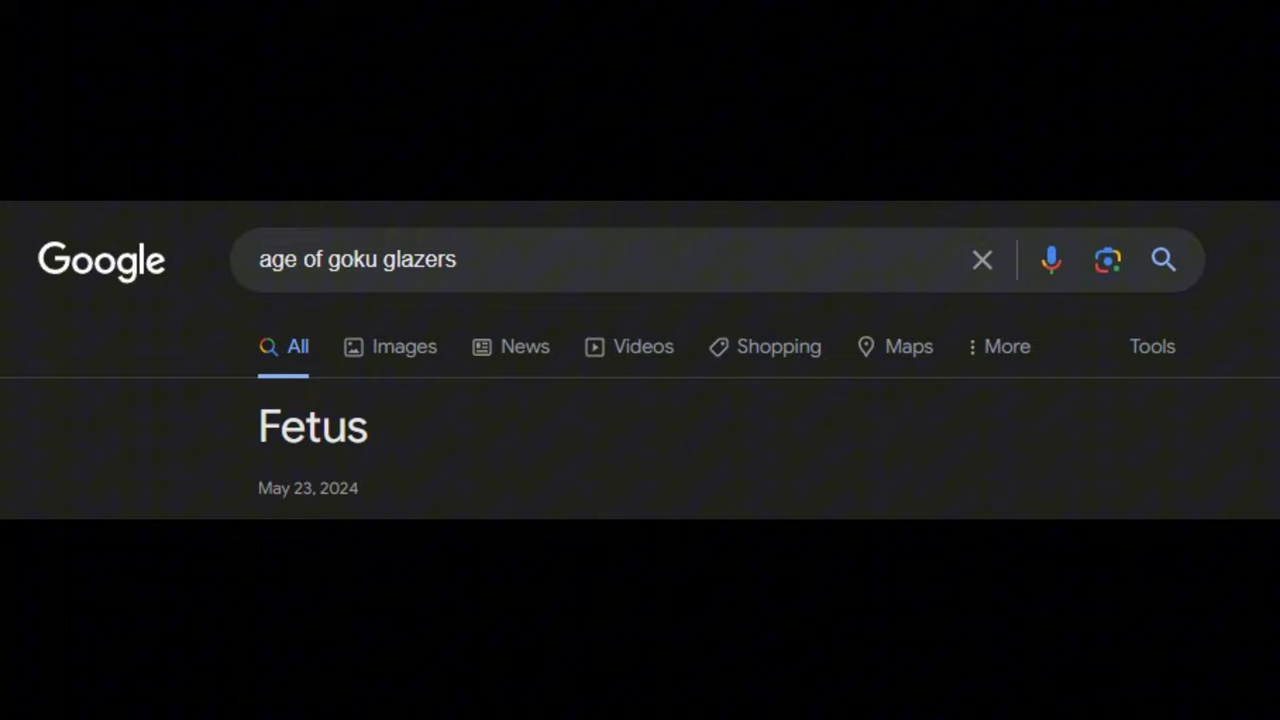 Google
age of goku glazers
All Images News Videos Shopping Maps More Tools
Fetus
May 23, 2024